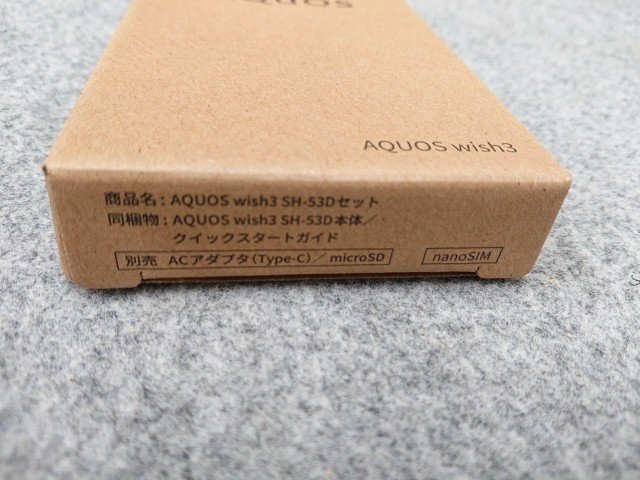 AQUOS
AQUOS wish3
商品名：AQUOS wish3 SH-53Dセット
同梱物：AQUOS wish3 SH-53D本体／
クイックスタートガイド
別売 ACアダプタ(Type-C)／microSD
nanoSIM